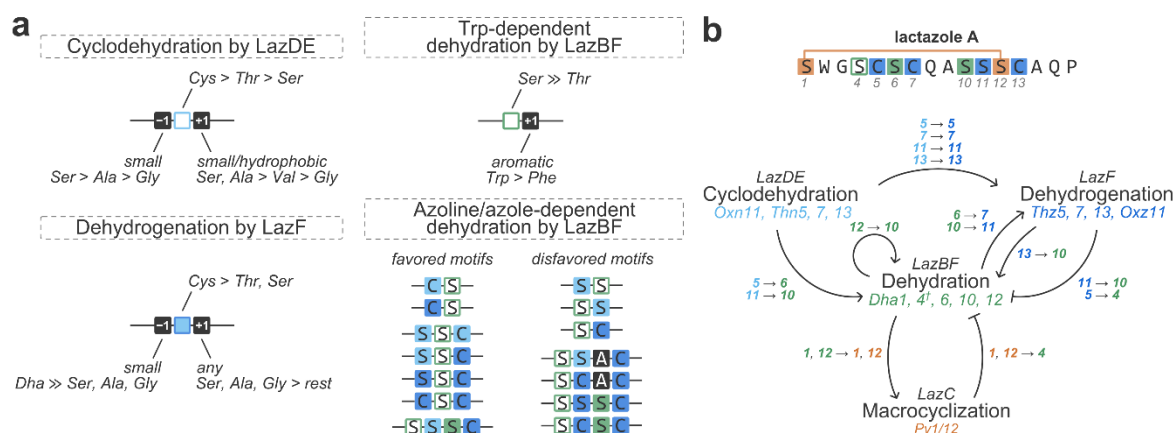 a
Cyclodehydration by LazDE
Cys > Thr > Ser
-1
+1
small
Ser > Ala > Gly
small/hydrophobic
Ser, Ala > Val > Gly
Trp-dependent
dehydration by LazBF
Ser ≫ Thr
+1
aromatic
Trp > Phe
Dehydrogenation by LazF
Cys > Thr, Ser
-1
+1
small
Dha ≫ Ser, Ala, Gly
any
Ser, Ala, Gly > rest
Azoline/azole-dependent
dehydration by LazBF
favored motifs
C S
C S
S S C
S S C
S S C
C S C
S S S C
disfavored motifs
S S
S S
S C
S S A C
S C A C
S S S C
S C S C
b
lactazole A
S W G S C S C Q A S S S C A Q P
1 4 5 6 7 10 11 12 13
5 → 5
7 → 7
11 → 11
13 → 13
LazDE
Cyclodehydration
Oxn11, Thn5, 7, 13
LazF
Dehydrogenation
Thz5, 7, 13, Oxz11
6 → 7
10 → 11
12 → 10
13 → 10
LazBF
Dehydration
Dha1, 4†, 6, 10, 12
5 → 6
11 → 10
11 → 10
5 → 4
1, 12 → 1, 12
1, 12 → 4
LazC
Macrocyclization
Py1/12